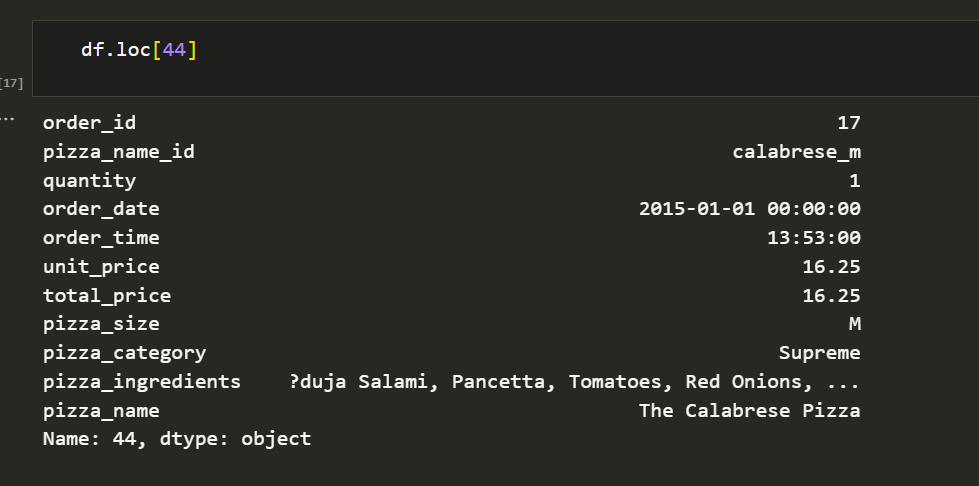 df.loc[44]
[17]
...
order_id 17
pizza_name_id calabrese_m
quantity 1
order_date 2015-01-01 00:00:00
order_time 13:53:00
unit_price 16.25
total_price 16.25
pizza_size M
pizza_category Supreme
pizza_ingredients ?duja Salami, Pancetta, Tomatoes, Red Onions, ...
pizza_name The Calabrese Pizza
Name: 44, dtype: object